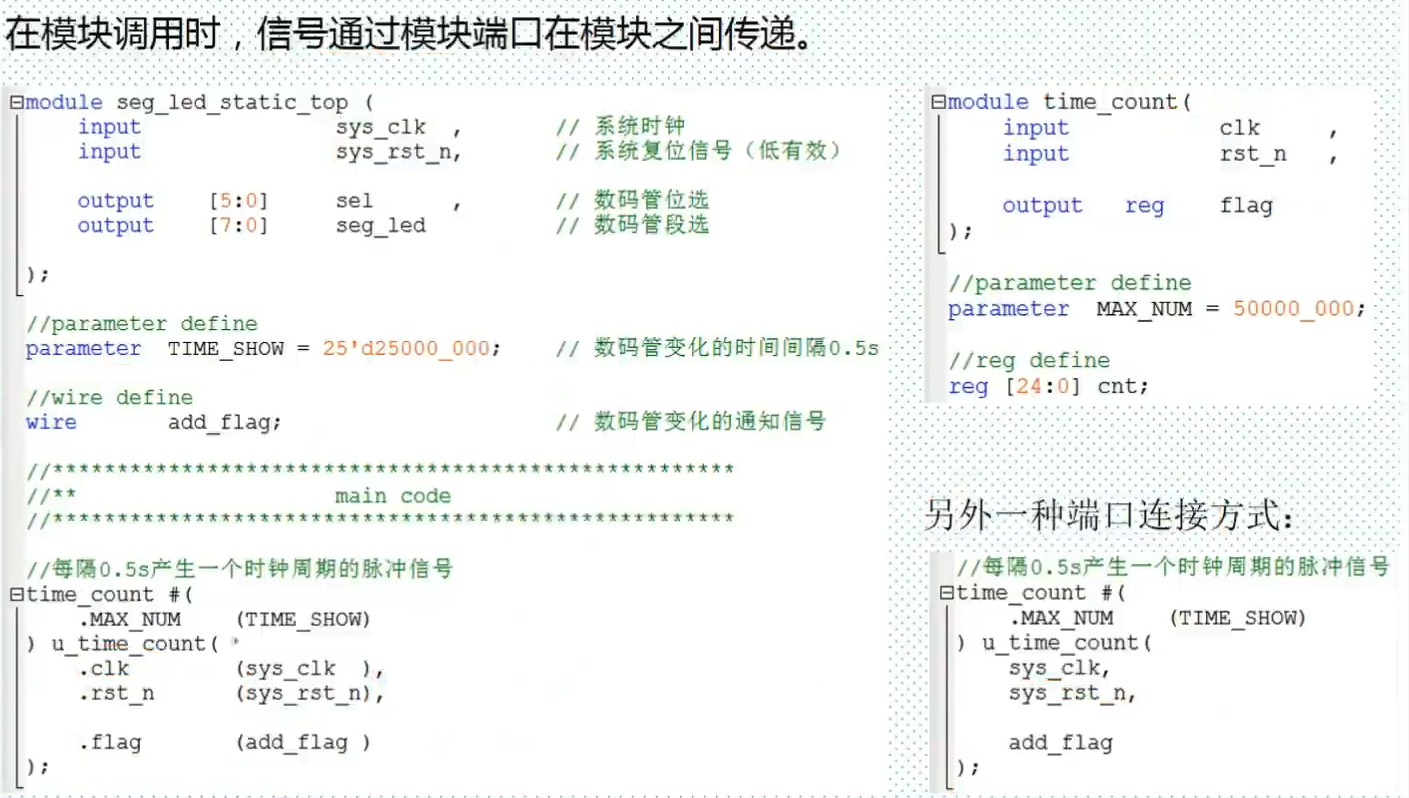 在模块调用时，信号通过模块端口在模块之间传递。
module seg_led_static_top (
input sys_clk , // 系统时钟
input sys_rst_n, // 系统复位信号（低有效）
output [5:0] sel , // 数码管位选
output [7:0] seg_led // 数码管段选
);
//parameter define
parameter TIME_SHOW = 25'd25000_000; // 数码管变化的时间间隔0.5s
//wire define
wire add_flag; // 数码管变化的通知信号
//*****************************************************
//** main code
//*****************************************************
//每隔0.5s产生一个时钟周期的脉冲信号
time_count #(
.MAX_NUM (TIME_SHOW)
) u_time_count(
.clk (sys_clk ),
.rst_n (sys_rst_n),
.flag (add_flag )
);
module time_count(
input clk ,
input rst_n ,
output reg flag
);
//parameter define
parameter MAX_NUM = 50000_000;
//reg define
reg [24:0] cnt;
另外一种端口连接方式：
//每隔0.5s产生一个时钟周期的脉冲信号
time_count #(
.MAX_NUM (TIME_SHOW)
) u_time_count(
sys_clk,
sys_rst_n,
add_flag
);